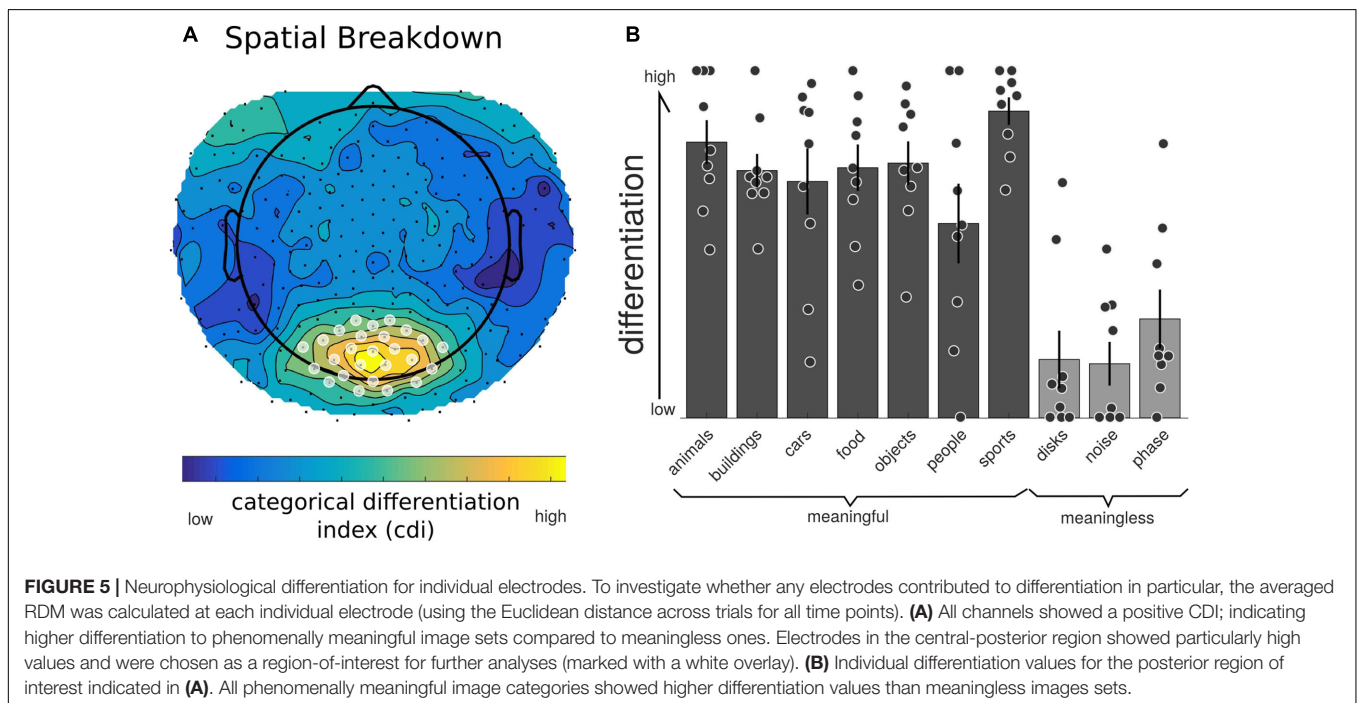 A Spatial Breakdown
low
categorical differentiation
index (cdi)
high
B
high
differentiation
low
animals
buildings
cars
food
objects
people
sports
disks
noise
phase
meaningful
meaningless
FIGURE 5 | Neurophysiological differentiation for individual electrodes. To investigate whether any electrodes contributed to differentiation in particular, the averaged
RDM was calculated at each individual electrode (using the Euclidean distance across trials for all time points). (A) All channels showed a positive CDI; indicating
higher differentiation to phenomenally meaningful image sets compared to meaningless ones. Electrodes in the central-posterior region showed particularly high
values and were chosen as a region-of-interest for further analyses (marked with a white overlay). (B) Individual differentiation values for the posterior region of
interest indicated in (A). All phenomenally meaningful image categories showed higher differentiation values than meaningless images sets.